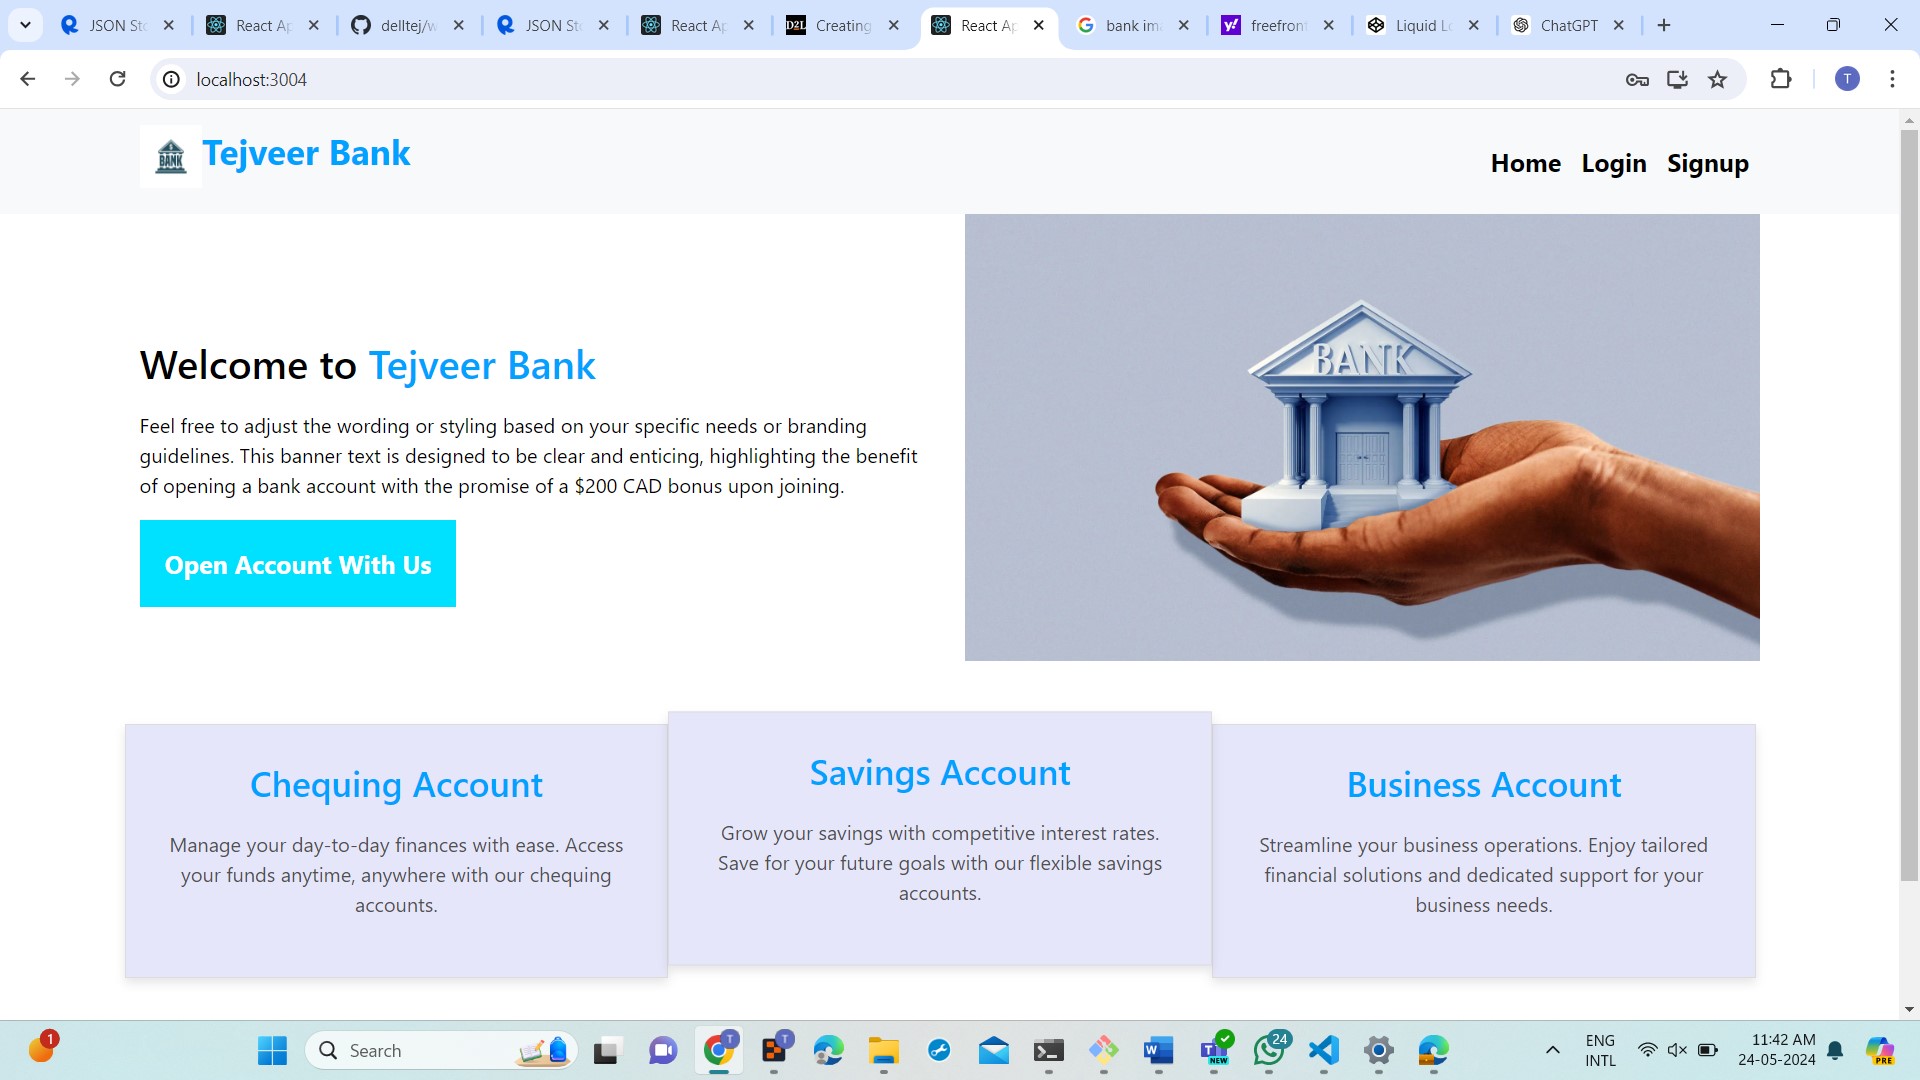 JSON Sto
React Ap
delltej/w
JSON Sto
React Ap
D2L
Creating
React Ap
bank im
freefront
Liquid Lo
ChatGPT
localhost:3004
T
BANK
Tejveer Bank
Home Login Signup
BANK
Welcome to Tejveer Bank
Feel free to adjust the wording or styling based on your specific needs or branding
guidelines. This banner text is designed to be clear and enticing, highlighting the benefit
of opening a bank account with the promise of a $200 CAD bonus upon joining.
Open Account With Us
Chequing Account
Manage your day-to-day finances with ease. Access
your funds anytime, anywhere with our chequing
accounts.
Savings Account
Grow your savings with competitive interest rates.
Save for your future goals with our flexible savings
accounts.
Business Account
Streamline your business operations. Enjoy tailored
financial solutions and dedicated support for your
business needs.
1
Search
T
T
NEW
24
ENG
INTL
11:42 AM
24-05-2024
PRE